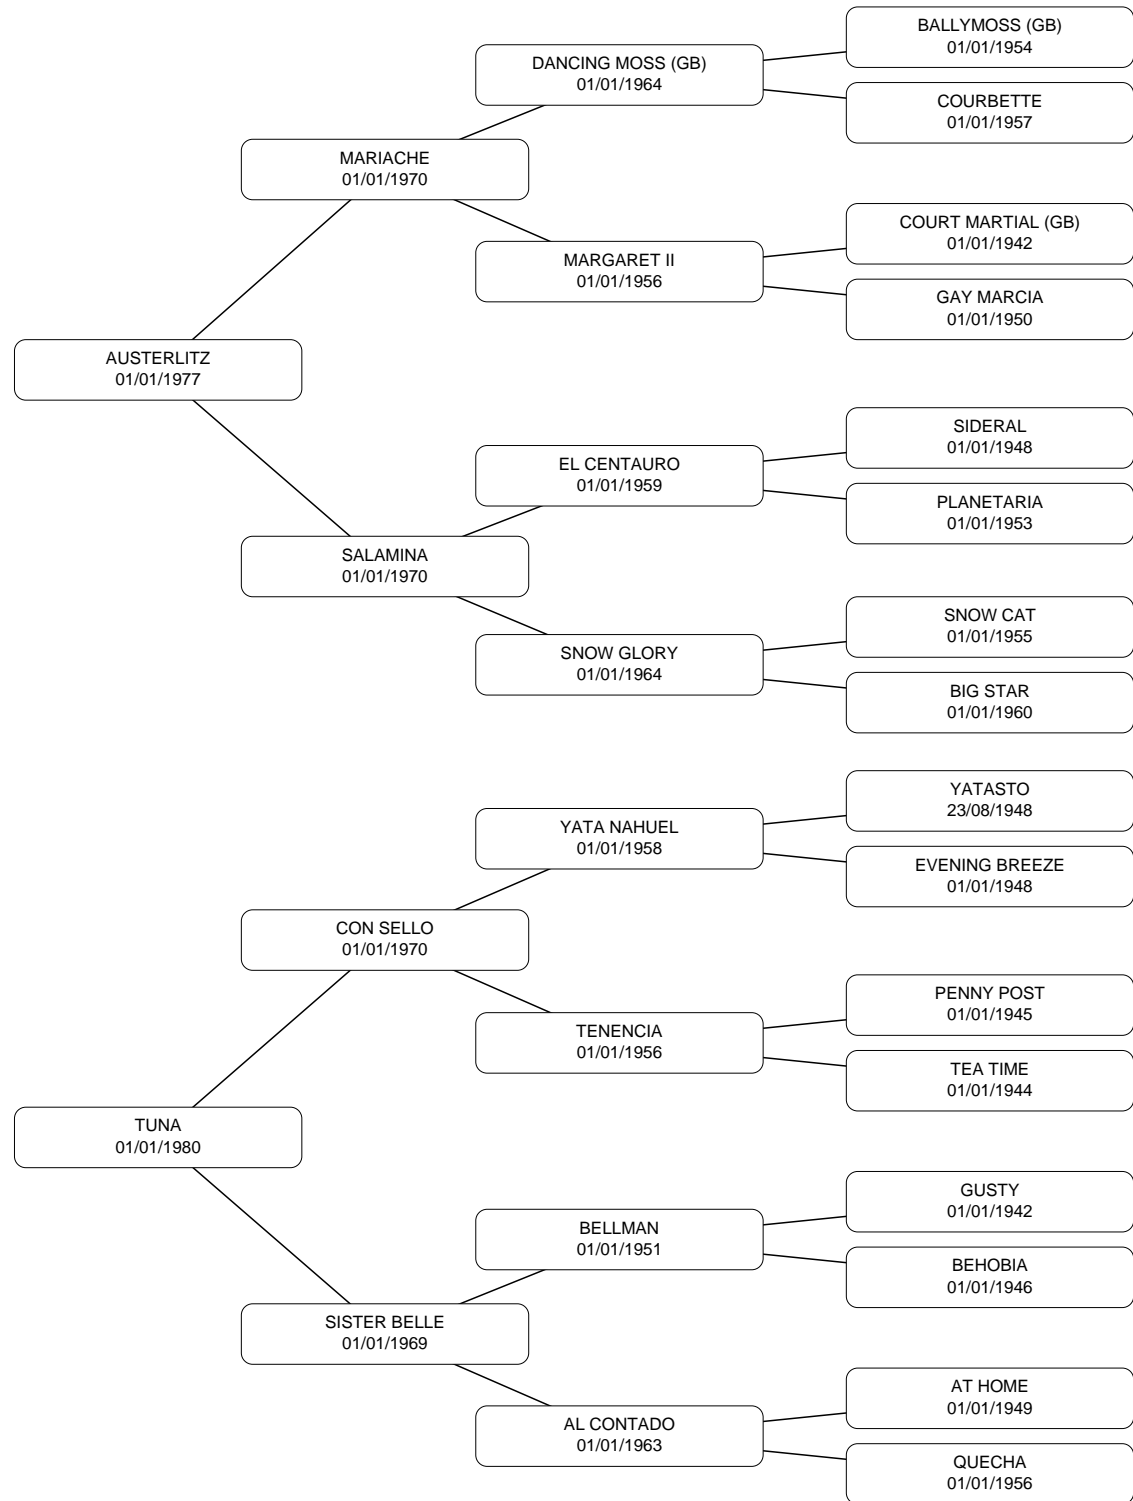 BALLYMOSS (GB)
01/01/1954
DANCING MOSS (GB)
01/01/1964
COURBETTE
01/01/1957
MARIACHE
01/01/1970
COURT MARTIAL (GB)
01/01/1942
MARGARET II
01/01/1956
GAY MARCIA
01/01/1950
AUSTERLITZ
01/01/1977
SIDERAL
01/01/1948
EL CENTAURO
01/01/1959
PLANETARIA
01/01/1953
SALAMINA
01/01/1970
SNOW CAT
01/01/1955
SNOW GLORY
01/01/1964
BIG STAR
01/01/1960
YATASTO
23/08/1948
YATA NAHUEL
01/01/1958
EVENING BREEZE
01/01/1948
CON SELLO
01/01/1970
PENNY POST
01/01/1945
TENENCIA
01/01/1956
TEA TIME
01/01/1944
TUNA
01/01/1980
GUSTY
01/01/1942
BELLMAN
01/01/1951
BEHOBIA
01/01/1946
SISTER BELLE
01/01/1969
AT HOME
01/01/1949
AL CONTADO
01/01/1963
QUECHA
01/01/1956